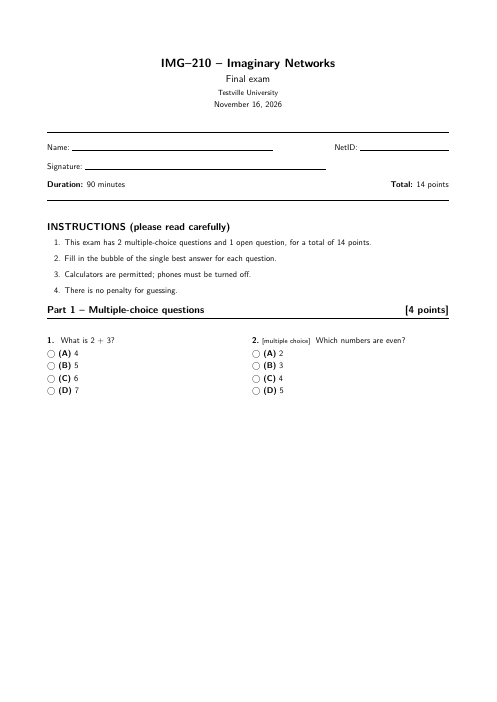 IMG–210 – Imaginary Networks
Final exam
Testville University
November 16, 2026
Name: NetID:
Signature:
Duration: 90 minutes Total: 14 points
INSTRUCTIONS (please read carefully)
1. This exam has 2 multiple-choice questions and 1 open question, for a total of 14 points.
2. Fill in the bubble of the single best answer for each question.
3. Calculators are permitted; phones must be turned off.
4. There is no penalty for guessing.
Part 1 – Multiple-choice questions [4 points]
1. What is 2 + 3?
(A) 4
(B) 5
(C) 6
(D) 7
2. [multiple choice] Which numbers are even?
(A) 2
(B) 3
(C) 4
(D) 5